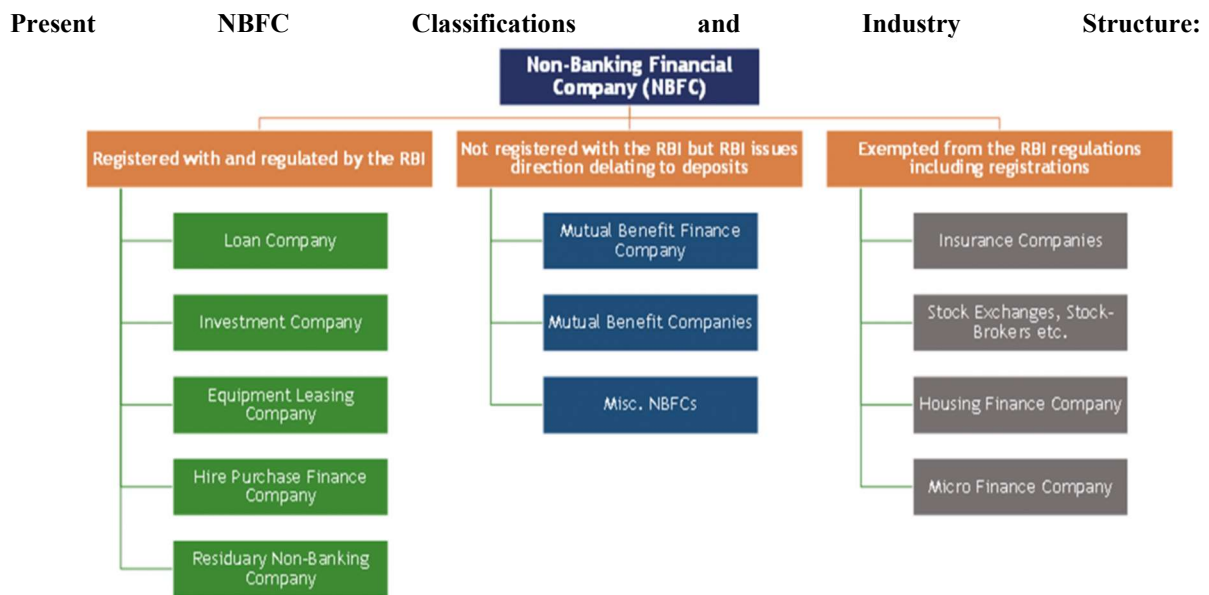 Present NBFC Classifications and Industry Structure:
Non-Banking Financial
Company (NBFC)
Registered with and regulated by the RBI
Not registered with the RBI but RBI issues
direction delating to deposits
Exempted from the RBI regulations
including registrations
Loan Company
Investment Company
Equipment Leasing
Company
Hire Purchase Finance
Company
Residuary Non-Banking
Company
Mutual Benefit Finance
Company
Mutual Benefit Companies
Misc. NBFCs
Insurance Companies
Stock Exchanges, Stock-
Brokers etc.
Housing Finance Company
Micro Finance Company